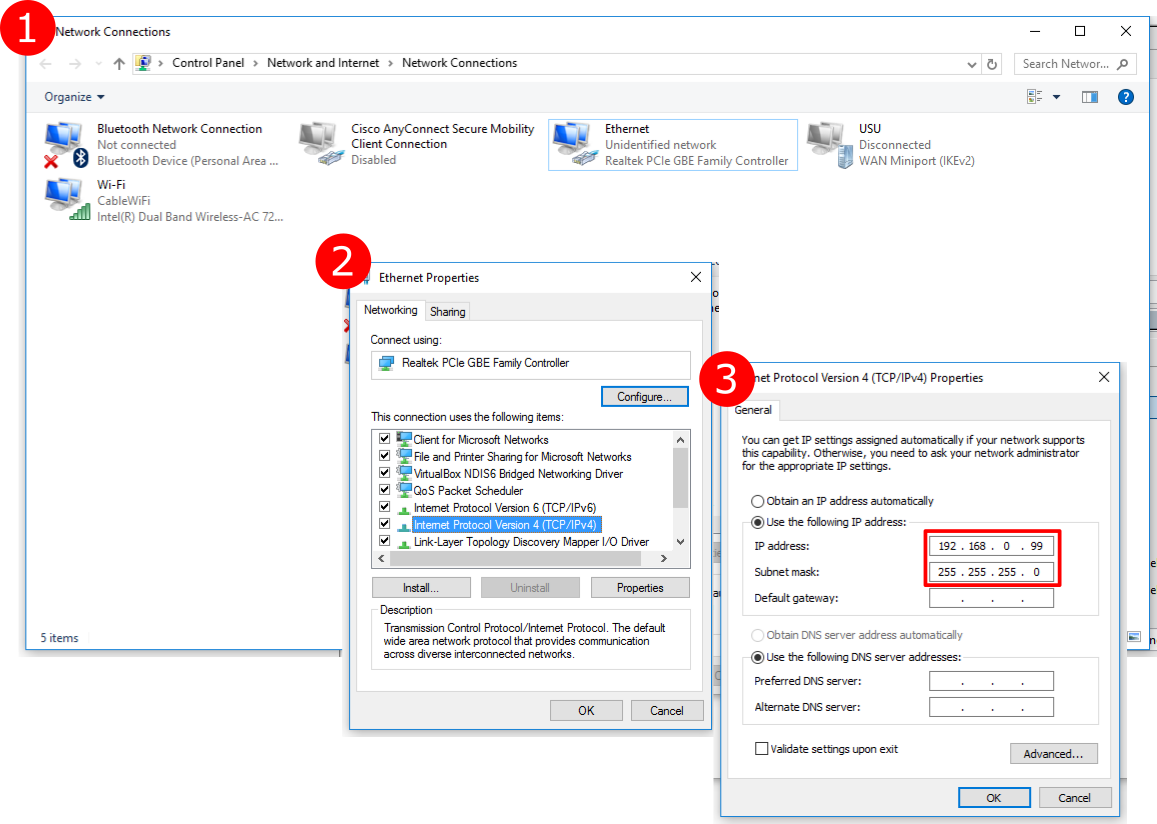 1
Network Connections
Control Panel > Network and Internet > Network Connections
Search Networ...
Organize
Bluetooth Network Connection
Not connected
Bluetooth Device (Personal Area ...
Cisco AnyConnect Secure Mobility
Client Connection
Disabled
Ethernet
Unidentified network
Realtek PCIe GBE Family Controller
USU
Disconnected
WAN Miniport (IKEv2)
Wi-Fi
CableWiFi
Intel(R) Dual Band Wireless-AC 72...
5 items
2
Ethernet Properties
Networking
Sharing
Connect using:
Realtek PCIe GBE Family Controller
Configure...
This connection uses the following items:
Client for Microsoft Networks
File and Printer Sharing for Microsoft Networks
VirtualBox NDIS6 Bridged Networking Driver
QoS Packet Scheduler
Internet Protocol Version 6 (TCP/IPv6)
Internet Protocol Version 4 (TCP/IPv4)
Link-Layer Topology Discovery Mapper I/O Driver
Install...
Uninstall
Properties
Description
Transmission Control Protocol/Internet Protocol. The default
wide area network protocol that provides communication
across diverse interconnected networks.
OK
Cancel
3
net Protocol Version 4 (TCP/IPv4) Properties
General
You can get IP settings assigned automatically if your network supports
this capability. Otherwise, you need to ask your network administrator
for the appropriate IP settings.
Obtain an IP address automatically
Use the following IP address:
IP address:
192 . 168 . 0 . 99
Subnet mask:
255 . 255 . 255 . 0
Default gateway:
. . .
Obtain DNS server address automatically
Use the following DNS server addresses:
Preferred DNS server:
. . .
Alternate DNS server:
. . .
Validate settings upon exit
Advanced...
OK
Cancel